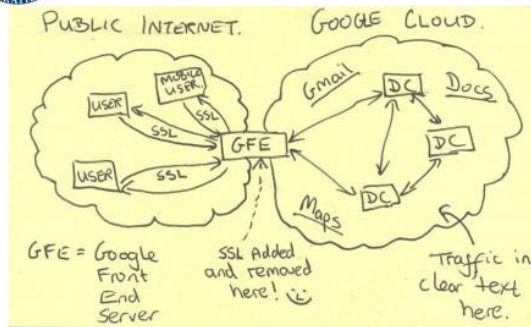 PUBLIC INTERNET.
GOOGLE CLOUD.
MOBILE
USER.
USER
SSL
SSL
USER
SSL
GFE
Gmail
DC
Docs
DC
DC
Maps
GFE = Google
Front
End
Server
SSL Added
and removed
here!
Traffic in
clear text
here.